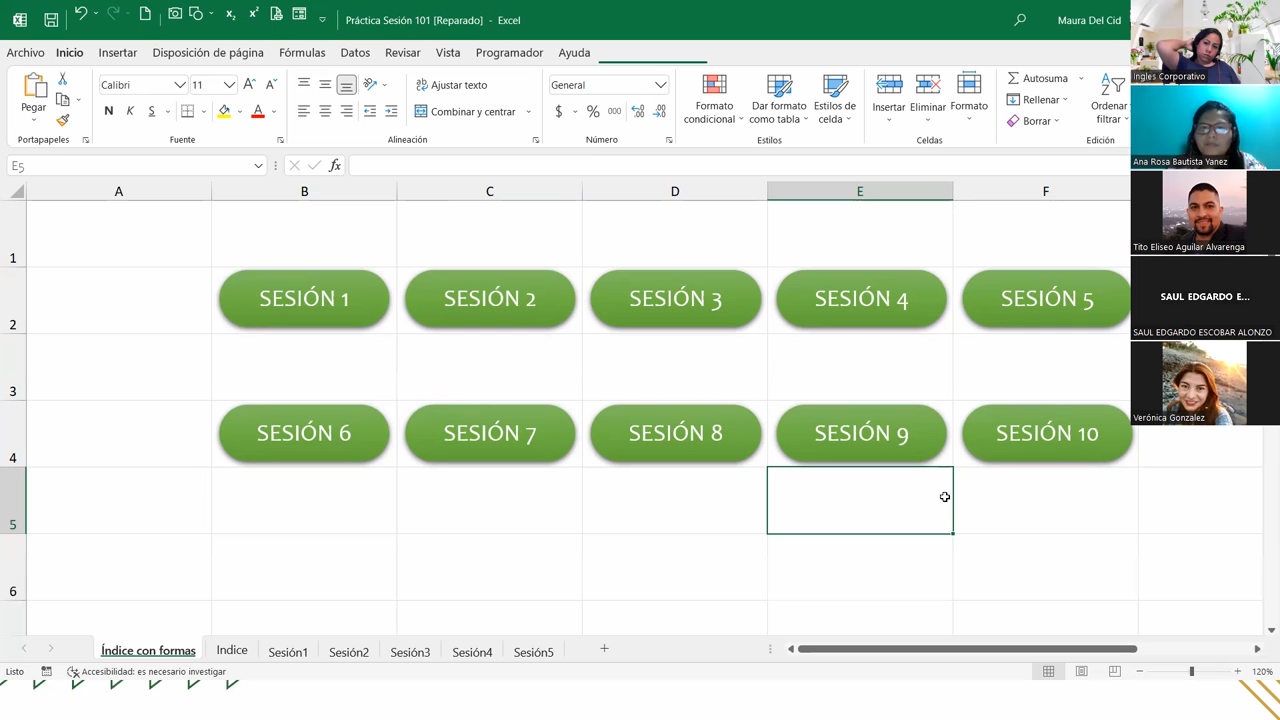 Práctica Sesión 101 [Reparado] - Excel
Maura Del Cid
Archivo Inicio Insertar Disposición de página Fórmulas Datos Revisar Vista Programador Ayuda
Pegar
Portapapeles
Calibri 11
N K S
Fuente
Ajustar texto
Combinar y centrar
Alineación
General
$ % 000
Número
Formato condicional
Dar formato como tabla
Estilos de celda
Estilos
Insertar Eliminar Formato
Celdas
Autosuma
Rellenar
Borrar
Ordenar
filtrar
Edición
E5
fx
A B C D E F
1
2
3
4
5
6
SESIÓN 1 SESIÓN 2 SESIÓN 3 SESIÓN 4 SESIÓN 5
SESIÓN 6 SESIÓN 7 SESIÓN 8 SESIÓN 9 SESIÓN 10
Índice con formas Indice Sesión1 Sesión2 Sesión3 Sesión4 Sesión5
Listo
Accesibilidad: es necesario investigar
120%
Ingles Corporativo
Ana Rosa Bautista Yanez
Tito Eliseo Aguilar Alvarenga
SAUL EDGARDO E...
SAUL EDGARDO ESCOBAR ALONZO
Verónica Gonzalez